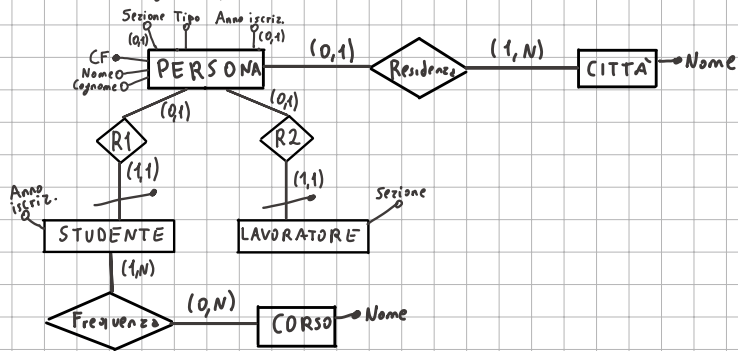 Sezione Tipo Anno iscriz.
(0,1) (0,1)
CF
Nome
Cognome
PERSONA
(0,1)
Residenza
(1,N)
CITTÀ
Nome
(0,1) (0,1)
R1 R2
(1,1) (1,1)
Anno
iscriz.
Sezione
STUDENTE
LAVORATORE
(1,N)
Frequenza
(0,N)
CORSO
Nome